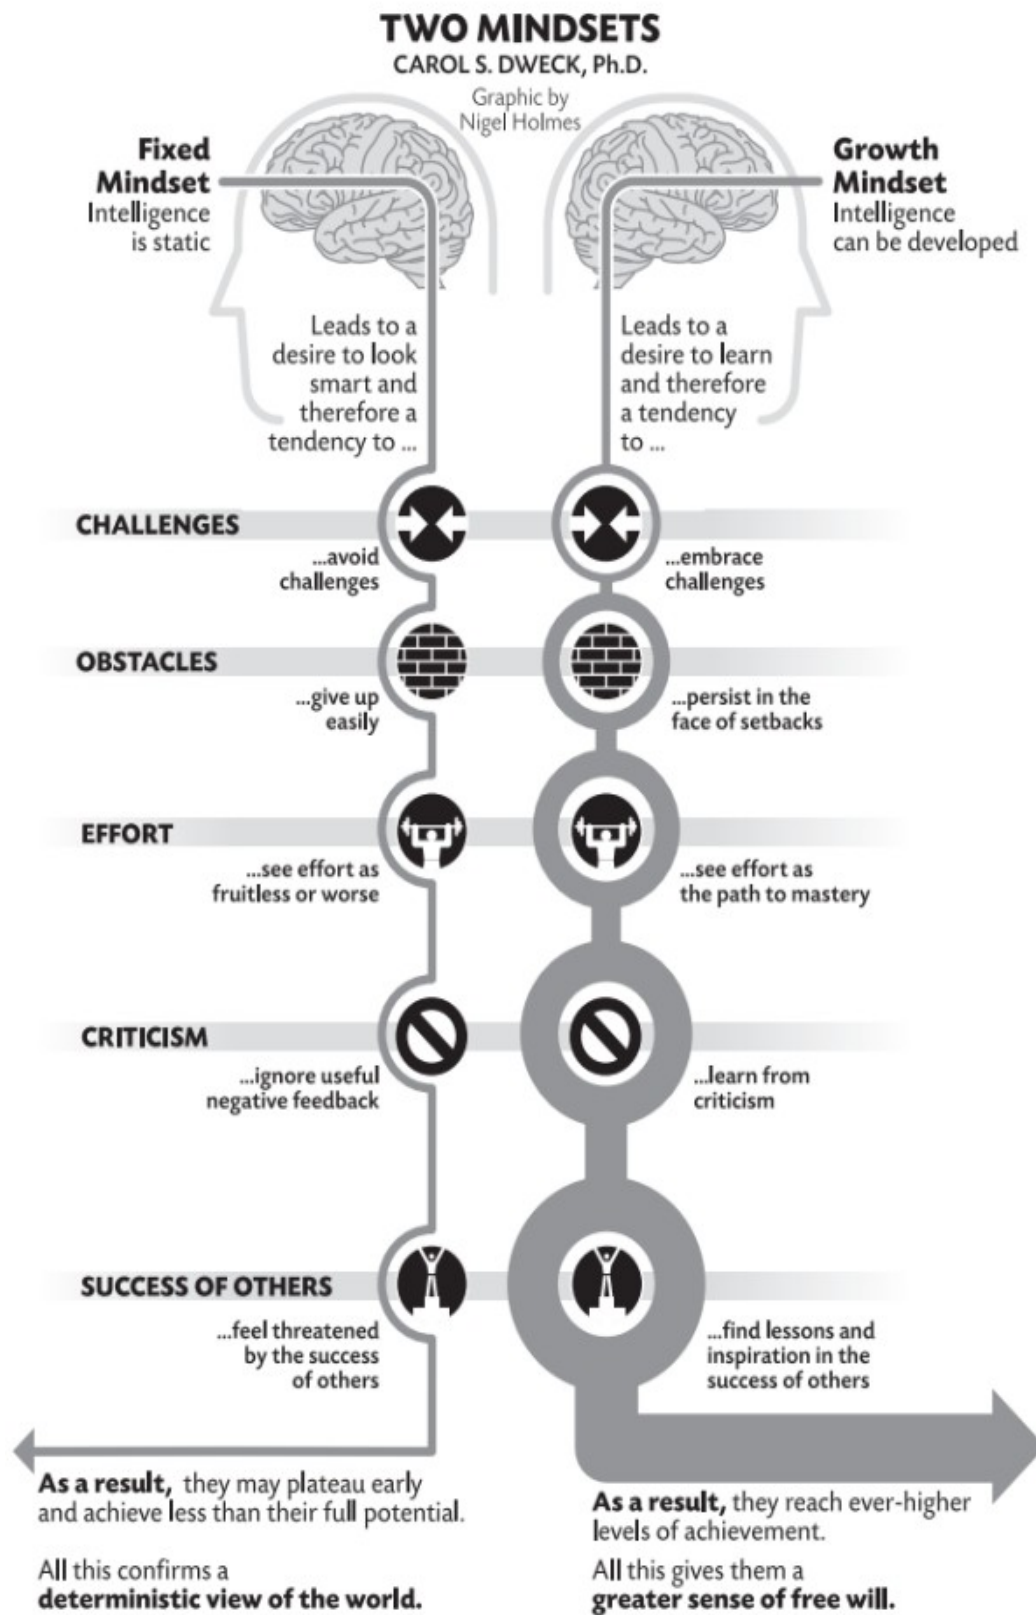 TWO MINDSETS
CAROL S. DWECK, Ph.D.
Graphic by
Nigel Holmes
Fixed
Mindset
Intelligence
is static
Growth
Mindset
Intelligence
can be developed
Leads to a
desire to look
smart and
therefore a
tendency to ...
Leads to a
desire to learn
and therefore
a tendency
to ...
CHALLENGES
...avoid
challenges
...embrace
challenges
OBSTACLES
...give up
easily
...persist in the
face of setbacks
EFFORT
...see effort as
fruitless or worse
...see effort as
the path to mastery
CRITICISM
...ignore useful
negative feedback
...learn from
criticism
SUCCESS OF OTHERS
...feel threatened
by the success
of others
...find lessons and
inspiration in the
success of others
As a result, they may plateau early
and achieve less than their full potential.
All this confirms a
deterministic view of the world.
As a result, they reach ever-higher
levels of achievement.
All this gives them a
greater sense of free will.